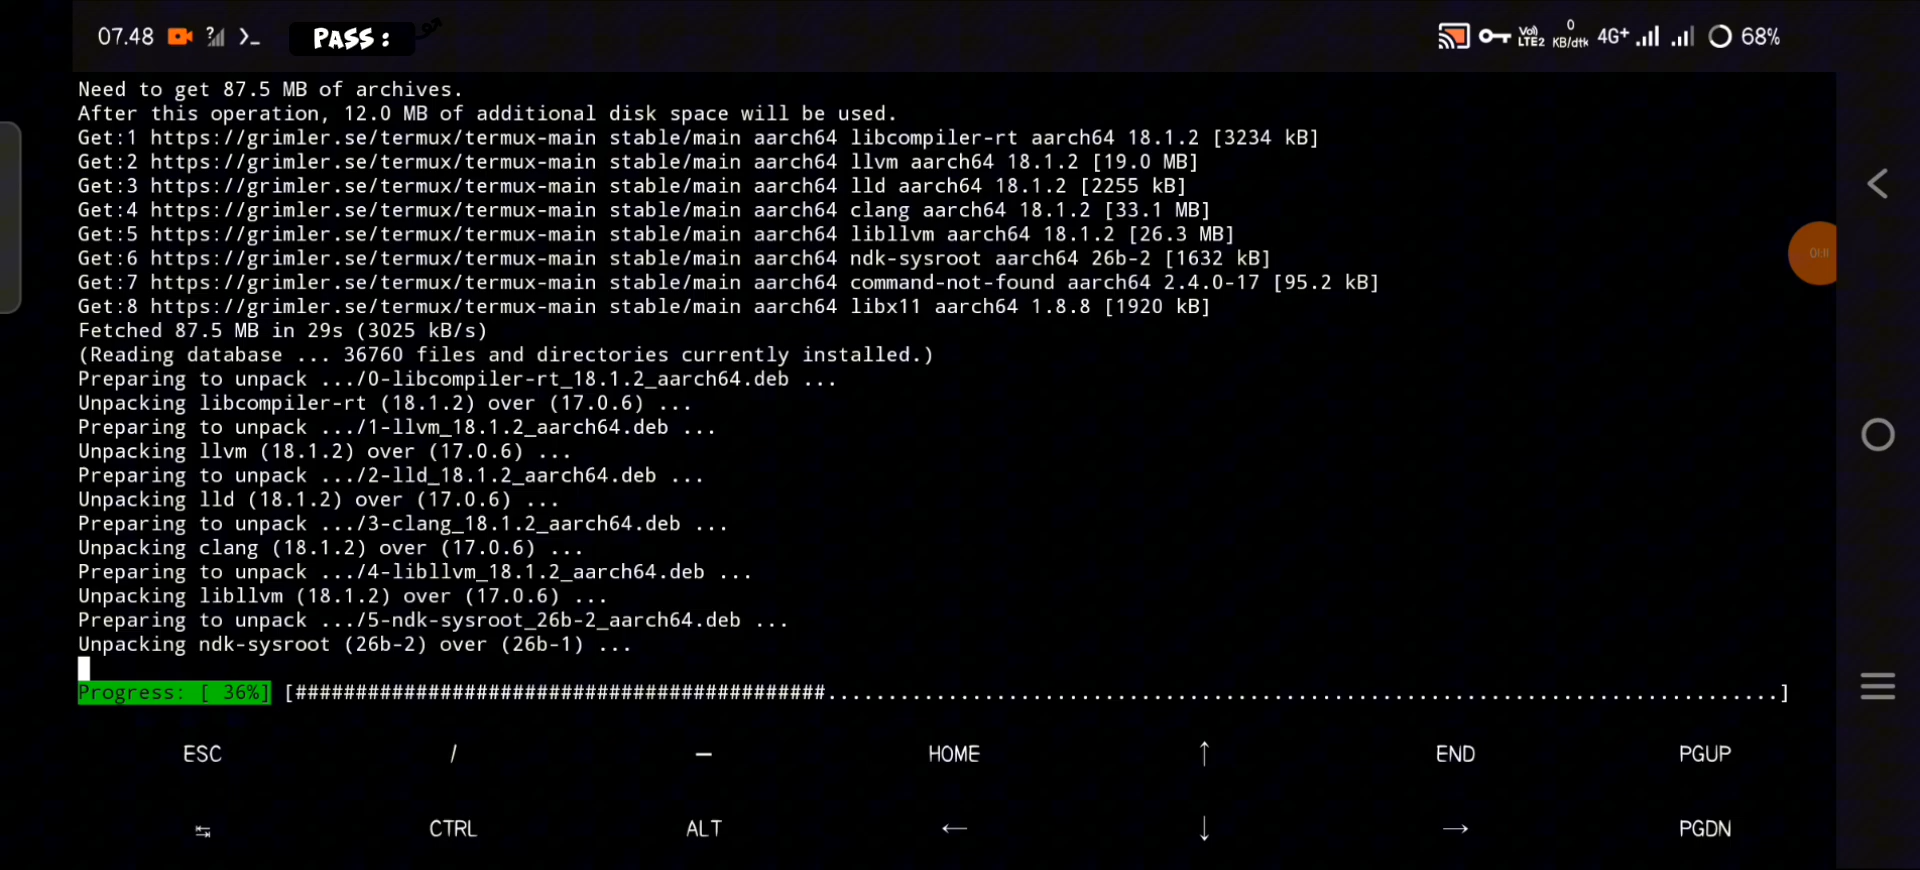 07.48 ? >_ PASS : Vo) LTE2 0 KB/dtk 4G+ 68%
Need to get 87.5 MB of archives.
After this operation, 12.0 MB of additional disk space will be used.
Get:1 https://grimler.se/termux/termux-main stable/main aarch64 libcompiler-rt aarch64 18.1.2 [3234 kB]
Get:2 https://grimler.se/termux/termux-main stable/main aarch64 llvm aarch64 18.1.2 [19.0 MB]
Get:3 https://grimler.se/termux/termux-main stable/main aarch64 lld aarch64 18.1.2 [2255 kB]
Get:4 https://grimler.se/termux/termux-main stable/main aarch64 clang aarch64 18.1.2 [33.1 MB]
Get:5 https://grimler.se/termux/termux-main stable/main aarch64 libllvm aarch64 18.1.2 [26.3 MB]
Get:6 https://grimler.se/termux/termux-main stable/main aarch64 ndk-sysroot aarch64 26b-2 [1632 kB]
Get:7 https://grimler.se/termux/termux-main stable/main aarch64 command-not-found aarch64 2.4.0-17 [95.2 kB]
Get:8 https://grimler.se/termux/termux-main stable/main aarch64 libx11 aarch64 1.8.8 [1920 kB]
Fetched 87.5 MB in 29s (3025 kB/s)
(Reading database ... 36760 files and directories currently installed.)
Preparing to unpack .../0-libcompiler-rt_18.1.2_aarch64.deb ...
Unpacking libcompiler-rt (18.1.2) over (17.0.6) ...
Preparing to unpack .../1-llvm_18.1.2_aarch64.deb ...
Unpacking llvm (18.1.2) over (17.0.6) ...
Preparing to unpack .../2-lld_18.1.2_aarch64.deb ...
Unpacking lld (18.1.2) over (17.0.6) ...
Preparing to unpack .../3-clang_18.1.2_aarch64.deb ...
Unpacking clang (18.1.2) over (17.0.6) ...
Preparing to unpack .../4-libllvm_18.1.2_aarch64.deb ...
Unpacking libllvm (18.1.2) over (17.0.6) ...
Preparing to unpack .../5-ndk-sysroot_26b-2_aarch64.deb ...
Unpacking ndk-sysroot (26b-2) over (26b-1) ...
Progress: [ 36%] [############################################...............................................................................]
ESC / — HOME ↑ END PGUP
↹ CTRL ALT ← ↓ → PGDN
01:11